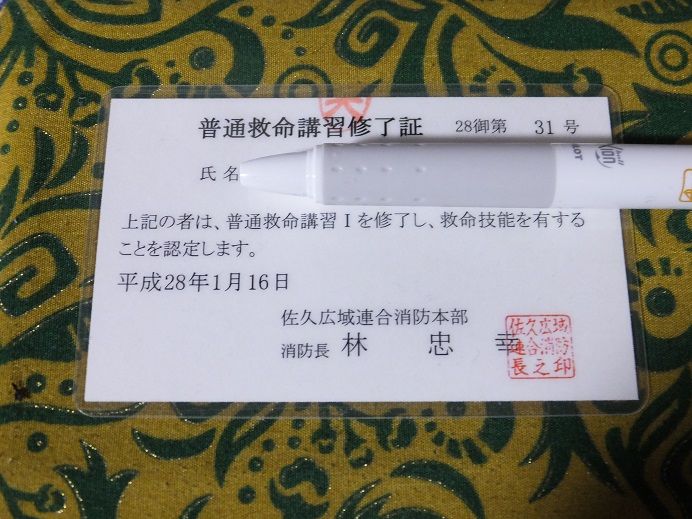 普通救命講習修了証 28御第 31 号
氏名
上記の者は、普通救命講習Ⅰを修了し、救命技能を有する
ことを認定します。
平成28年1月16日
佐久広域連合消防本部
消防長 林 忠 幸
佐久広域
連合消防
長之印
PILOT